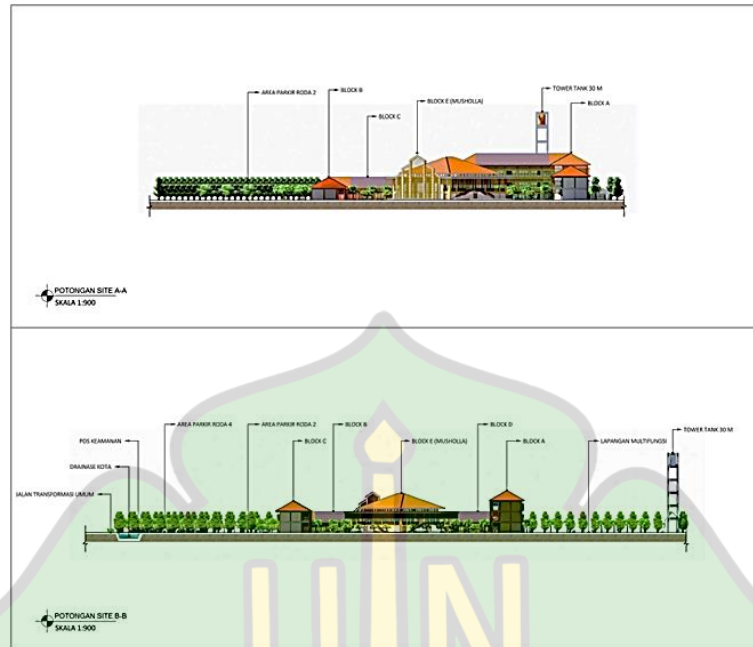 AREA PARKIR RODA 2
BLOCK B
BLOCK C
BLOCK E (MUSHOLLA)
TOWER TANK 30 M
BLOCK A
POTONGAN SITE A-A
SKALA 1:900
AREA PARKIR RODA 4
AREA PARKIR RODA 2
BLOCK B
BLOCK D
TOWER TANK 30 M
POS KEAMANAN
BLOCK C
BLOCK E (MUSHOLLA)
BLOCK A
LAPANGAN MULTIFUNGSI
DRAINASE KOTA
JALAN TRANSFORMASI UMUM
POTONGAN SITE B-B
SKALA 1:900
UIN